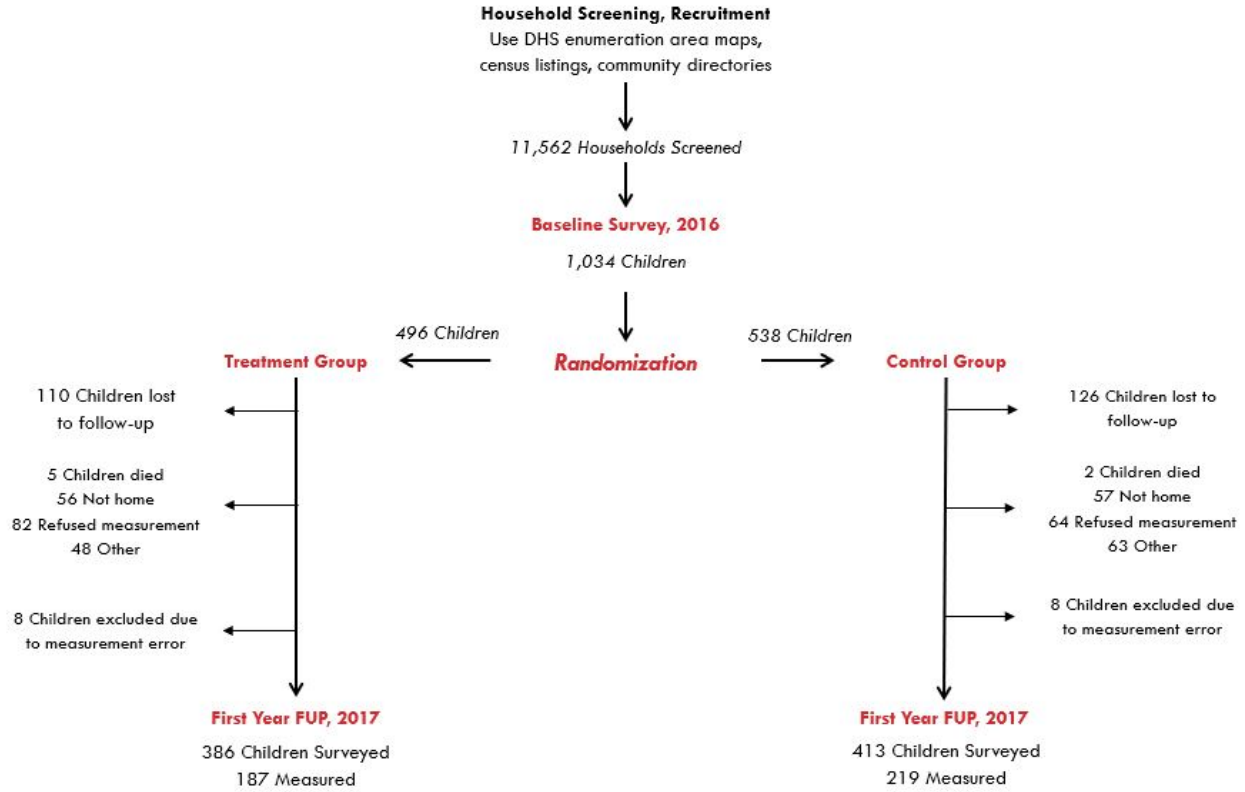 Household Screening, Recruitment
Use DHS enumeration area maps,
census listings, community directories
11,562 Households Screened
Baseline Survey, 2016
1,034 Children
496 Children
538 Children
Treatment Group
Randomization
Control Group
110 Children lost
to follow-up
5 Children died
56 Not home
82 Refused measurement
48 Other
8 Children excluded due
to measurement error
First Year FUP, 2017
386 Children Surveyed
187 Measured
126 Children lost to
follow-up
2 Children died
57 Not home
64 Refused measurement
63 Other
8 Children excluded due
to measurement error
First Year FUP, 2017
413 Children Surveyed
219 Measured